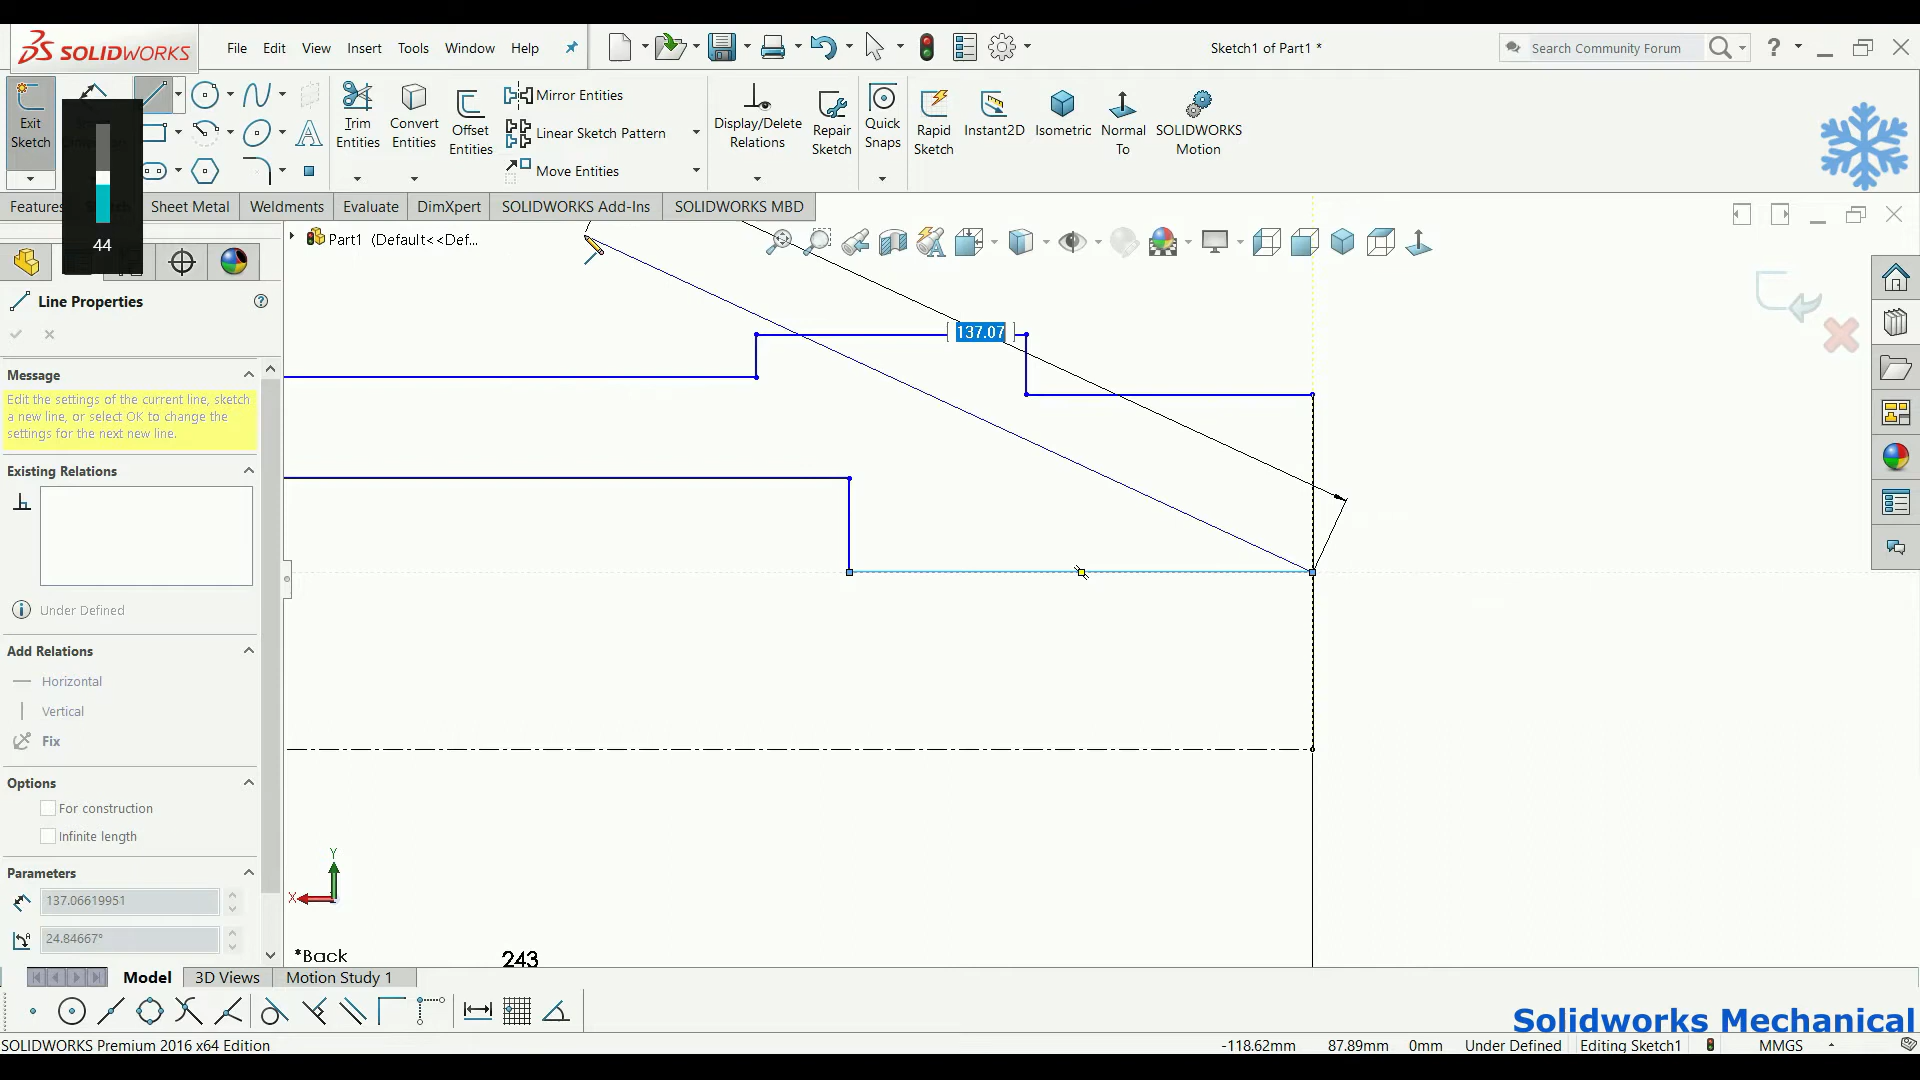 SOLIDWORKS
File Edit View Insert Tools Window Help
Sketch1 of Part1 *
Search Community Forum
?
Exit Sketch
Trim Entities
Convert Entities
Offset Entities
Mirror Entities
Linear Sketch Pattern
Move Entities
Display/Delete Relations
Repair Sketch
Quick Snaps
Rapid Sketch
Instant2D
Isometric
Normal To
SOLIDWORKS Motion
Features Sheet Metal Weldments Evaluate DimXpert SOLIDWORKS Add-Ins SOLIDWORKS MBD
44
Part1 (Default<<Def...
Line Properties
?
Message
Edit the settings of the current line, sketch
a new line, or select OK to change the
settings for the next new line.
Existing Relations
Under Defined
Add Relations
Horizontal
Vertical
Fix
Options
For construction
Infinite length
Parameters
137.06619951
24.84667°
137.07
Y
X
*Back
243
Model 3D Views Motion Study 1
Solidworks Mechanical
SOLIDWORKS Premium 2016 x64 Edition
-118.62mm 87.89mm 0mm Under Defined Editing Sketch1 MMGS